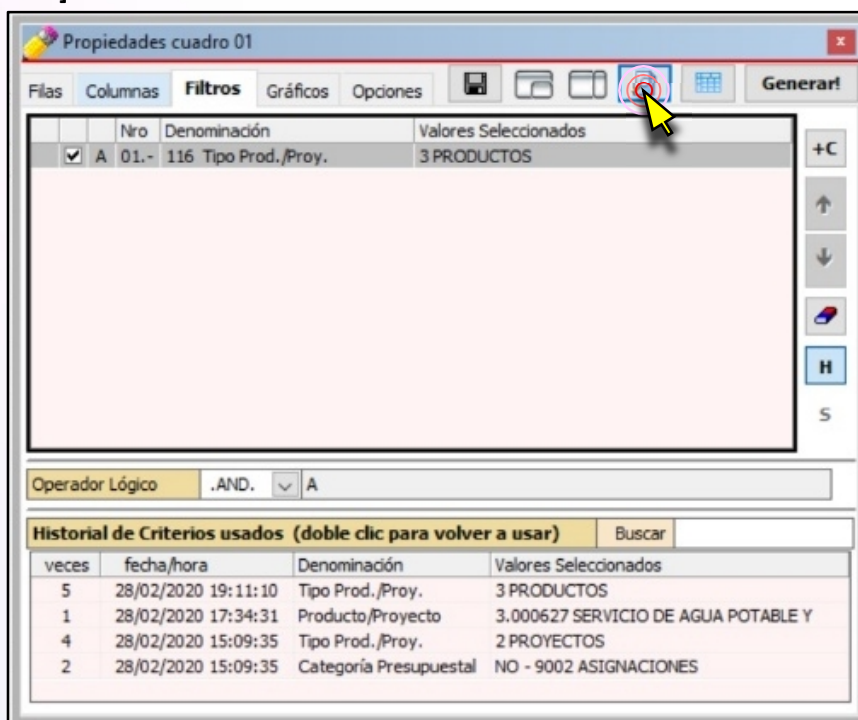 Propiedades cuadro 01
x
Filas Columnas Filtros Gráficos Opciones Generar!
Nro Denominación Valores Seleccionados
A 01.- 116 Tipo Prod./Proy. 3 PRODUCTOS
+C
H
S
Operador Lógico .AND. A
Historial de Criterios usados (doble clic para volver a usar) Buscar
veces fecha/hora Denominación Valores Seleccionados
5 28/02/2020 19:11:10 Tipo Prod./Proy. 3 PRODUCTOS
1 28/02/2020 17:34:31 Producto/Proyecto 3.000627 SERVICIO DE AGUA POTABLE Y
4 28/02/2020 15:09:35 Tipo Prod./Proy. 2 PROYECTOS
2 28/02/2020 15:09:35 Categoría Presupuestal NO - 9002 ASIGNACIONES